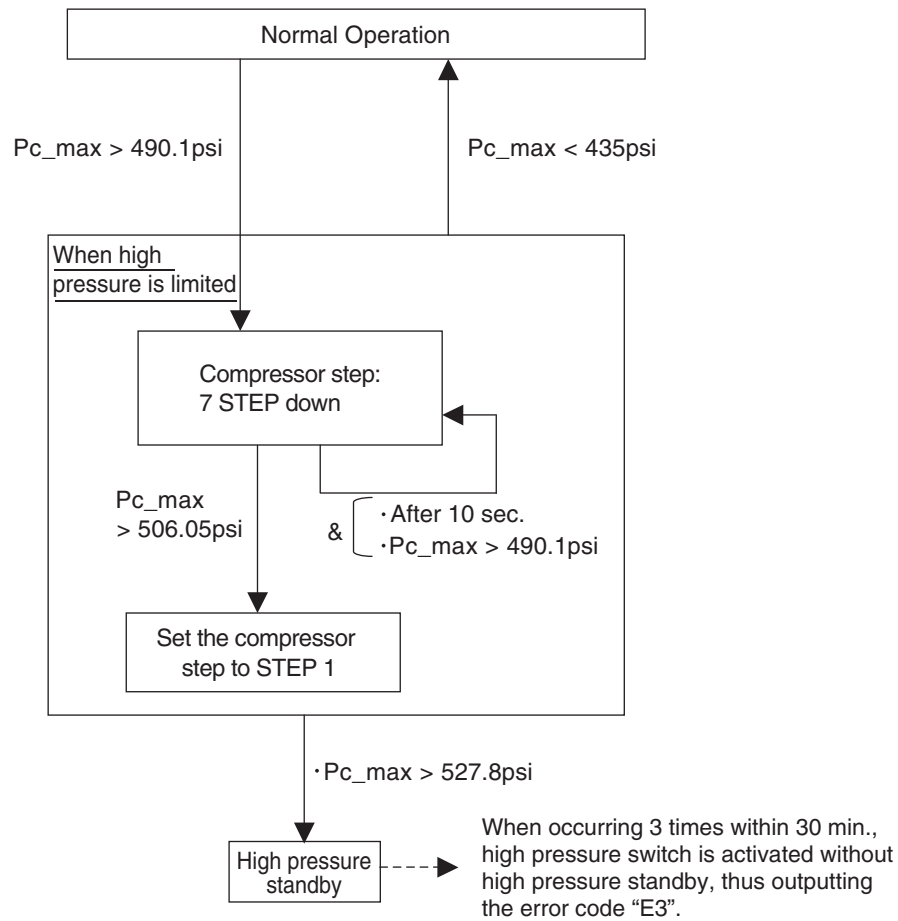 Normal Operation
Pc_max > 490.1psi
Pc_max < 435psi
When high
pressure is limited
Compressor step:
7 STEP down
Pc_max
> 506.05psi
&
・After 10 sec.
・Pc_max > 490.1psi
Set the compressor
step to STEP 1
・Pc_max > 527.8psi
High pressure
standby
When occurring 3 times within 30 min.,
high pressure switch is activated without
high pressure standby, thus outputting
the error code “E3”.